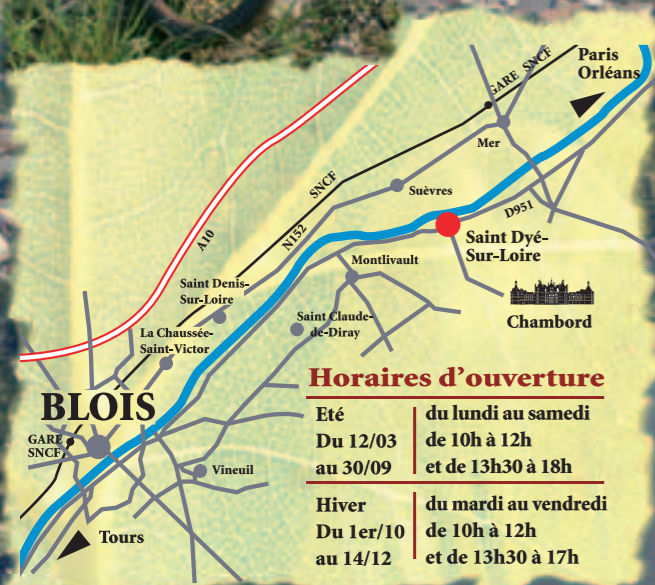 GARE SNCF
Paris
Orléans
Mer
SNCF
Suèvres
A10
N152
D951
Saint Dyé-
Sur-Loire
Montlivault
Saint Denis-
Sur-Loire
Chambord
Saint Claude-
de-Diray
La Chaussée-
Saint-Victor
BLOIS
GARE
SNCF
Vineuil
Tours
Horaires d'ouverture
Eté
Du 12/03
au 30/09
du lundi au samedi
de 10h à 12h
et de 13h30 à 18h
Hiver
Du 1er/10
au 14/12
du mardi au vendredi
de 10h à 12h
et de 13h30 à 17h